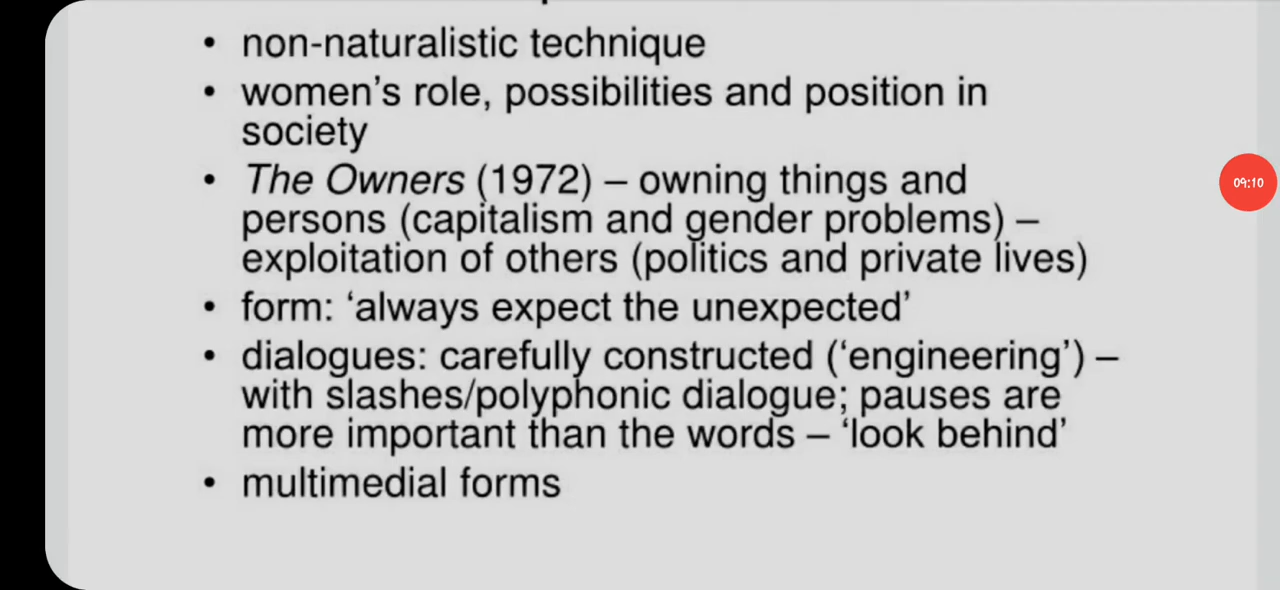 • non-naturalistic technique
• women's role, possibilities and position in
society
• The Owners (1972) – owning things and
persons (capitalism and gender problems) –
exploitation of others (politics and private lives)
• form: 'always expect the unexpected'
• dialogues: carefully constructed ('engineering') –
with slashes/polyphonic dialogue; pauses are
more important than the words – 'look behind'
• multimedial forms
09:10